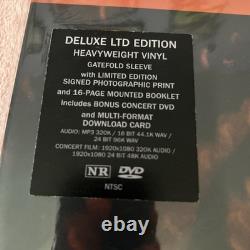 DELUXE LTD EDITION
HEAVYWEIGHT VINYL
GATEFOLD SLEEVE
with LIMITED EDITION
SIGNED PHOTOGRAPHIC PRINT
and 16-PAGE MOUNTED BOOKLET
Includes BONUS CONCERT DVD
and MULTI-FORMAT
DOWNLOAD CARD
AUDIO: MP3 320K / 16 BIT 44.1K WAV /
24 BIT 96K WAV
CONCERT FILM: 1920x1080 320K AUDIO /
1920x1080 24 BIT 48K AUDIO
NR DVD
NTSC
thumbimg.com